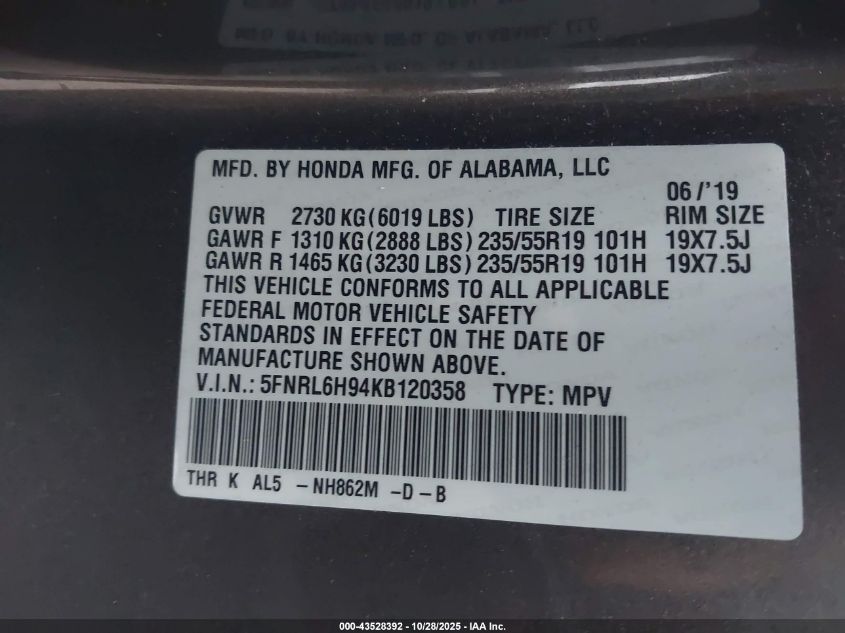 MFD. BY HONDA MFG. OF ALABAMA, LLC
06/'19
GVWR 2730 KG(6019 LBS) TIRE SIZE RIM SIZE
GAWR F 1310 KG(2888 LBS) 235/55R19 101H 19X7.5J
GAWR R 1465 KG(3230 LBS) 235/55R19 101H 19X7.5J
THIS VEHICLE CONFORMS TO ALL APPLICABLE
FEDERAL MOTOR VEHICLE SAFETY
STANDARDS IN EFFECT ON THE DATE OF
MANUFACTURE SHOWN ABOVE.
V.I.N.: 5FNRL6H94KB120358 TYPE: MPV
THR K AL5 -NH862M -D-B
000-43528392 - 10/28/2025 - IAA Inc.